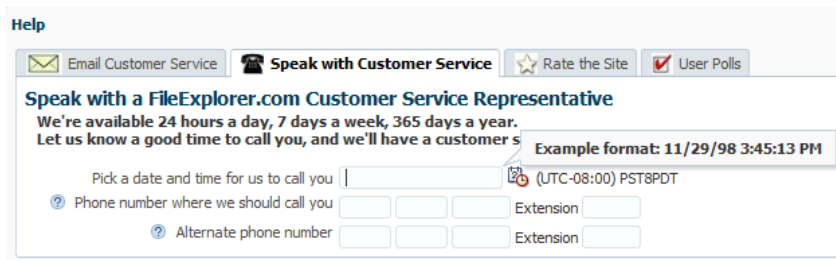 Help
Email Customer Service Speak with Customer Service Rate the Site User Polls
Speak with a FileExplorer.com Customer Service Representative
We're available 24 hours a day, 7 days a week, 365 days a year.
Let us know a good time to call you, and we'll have a customer s
Example format: 11/29/98 3:45:13 PM
Pick a date and time for us to call you (UTC-08:00) PST8PDT
? Phone number where we should call you Extension
? Alternate phone number Extension